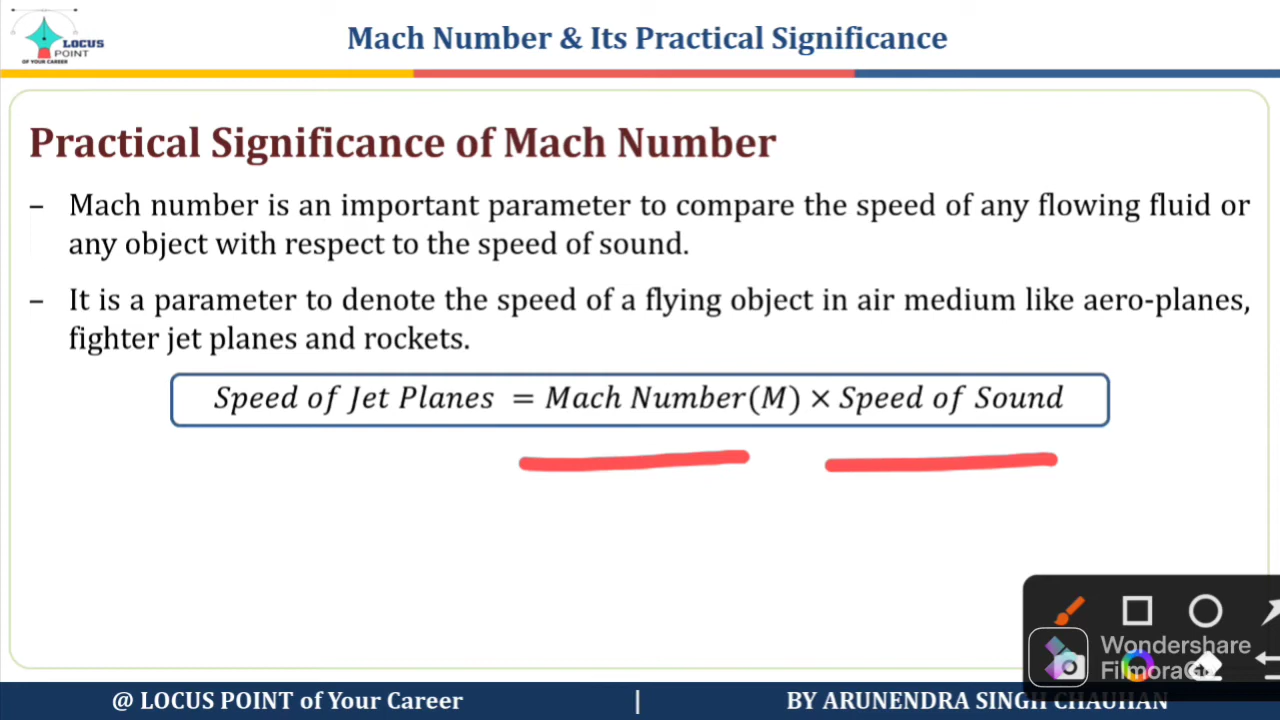 LOCUS
POINT
OF YOUR CAREER
Mach Number & Its Practical Significance
Practical Significance of Mach Number
– Mach number is an important parameter to compare the speed of any flowing fluid or
any object with respect to the speed of sound.
– It is a parameter to denote the speed of a flying object in air medium like aero-planes,
fighter jet planes and rockets.
Speed of Jet Planes = Mach Number(M) × Speed of Sound
Wondershare
FilmoraGo
@ LOCUS POINT of Your Career | BY ARUNENDRA SINGH CHAUHAN